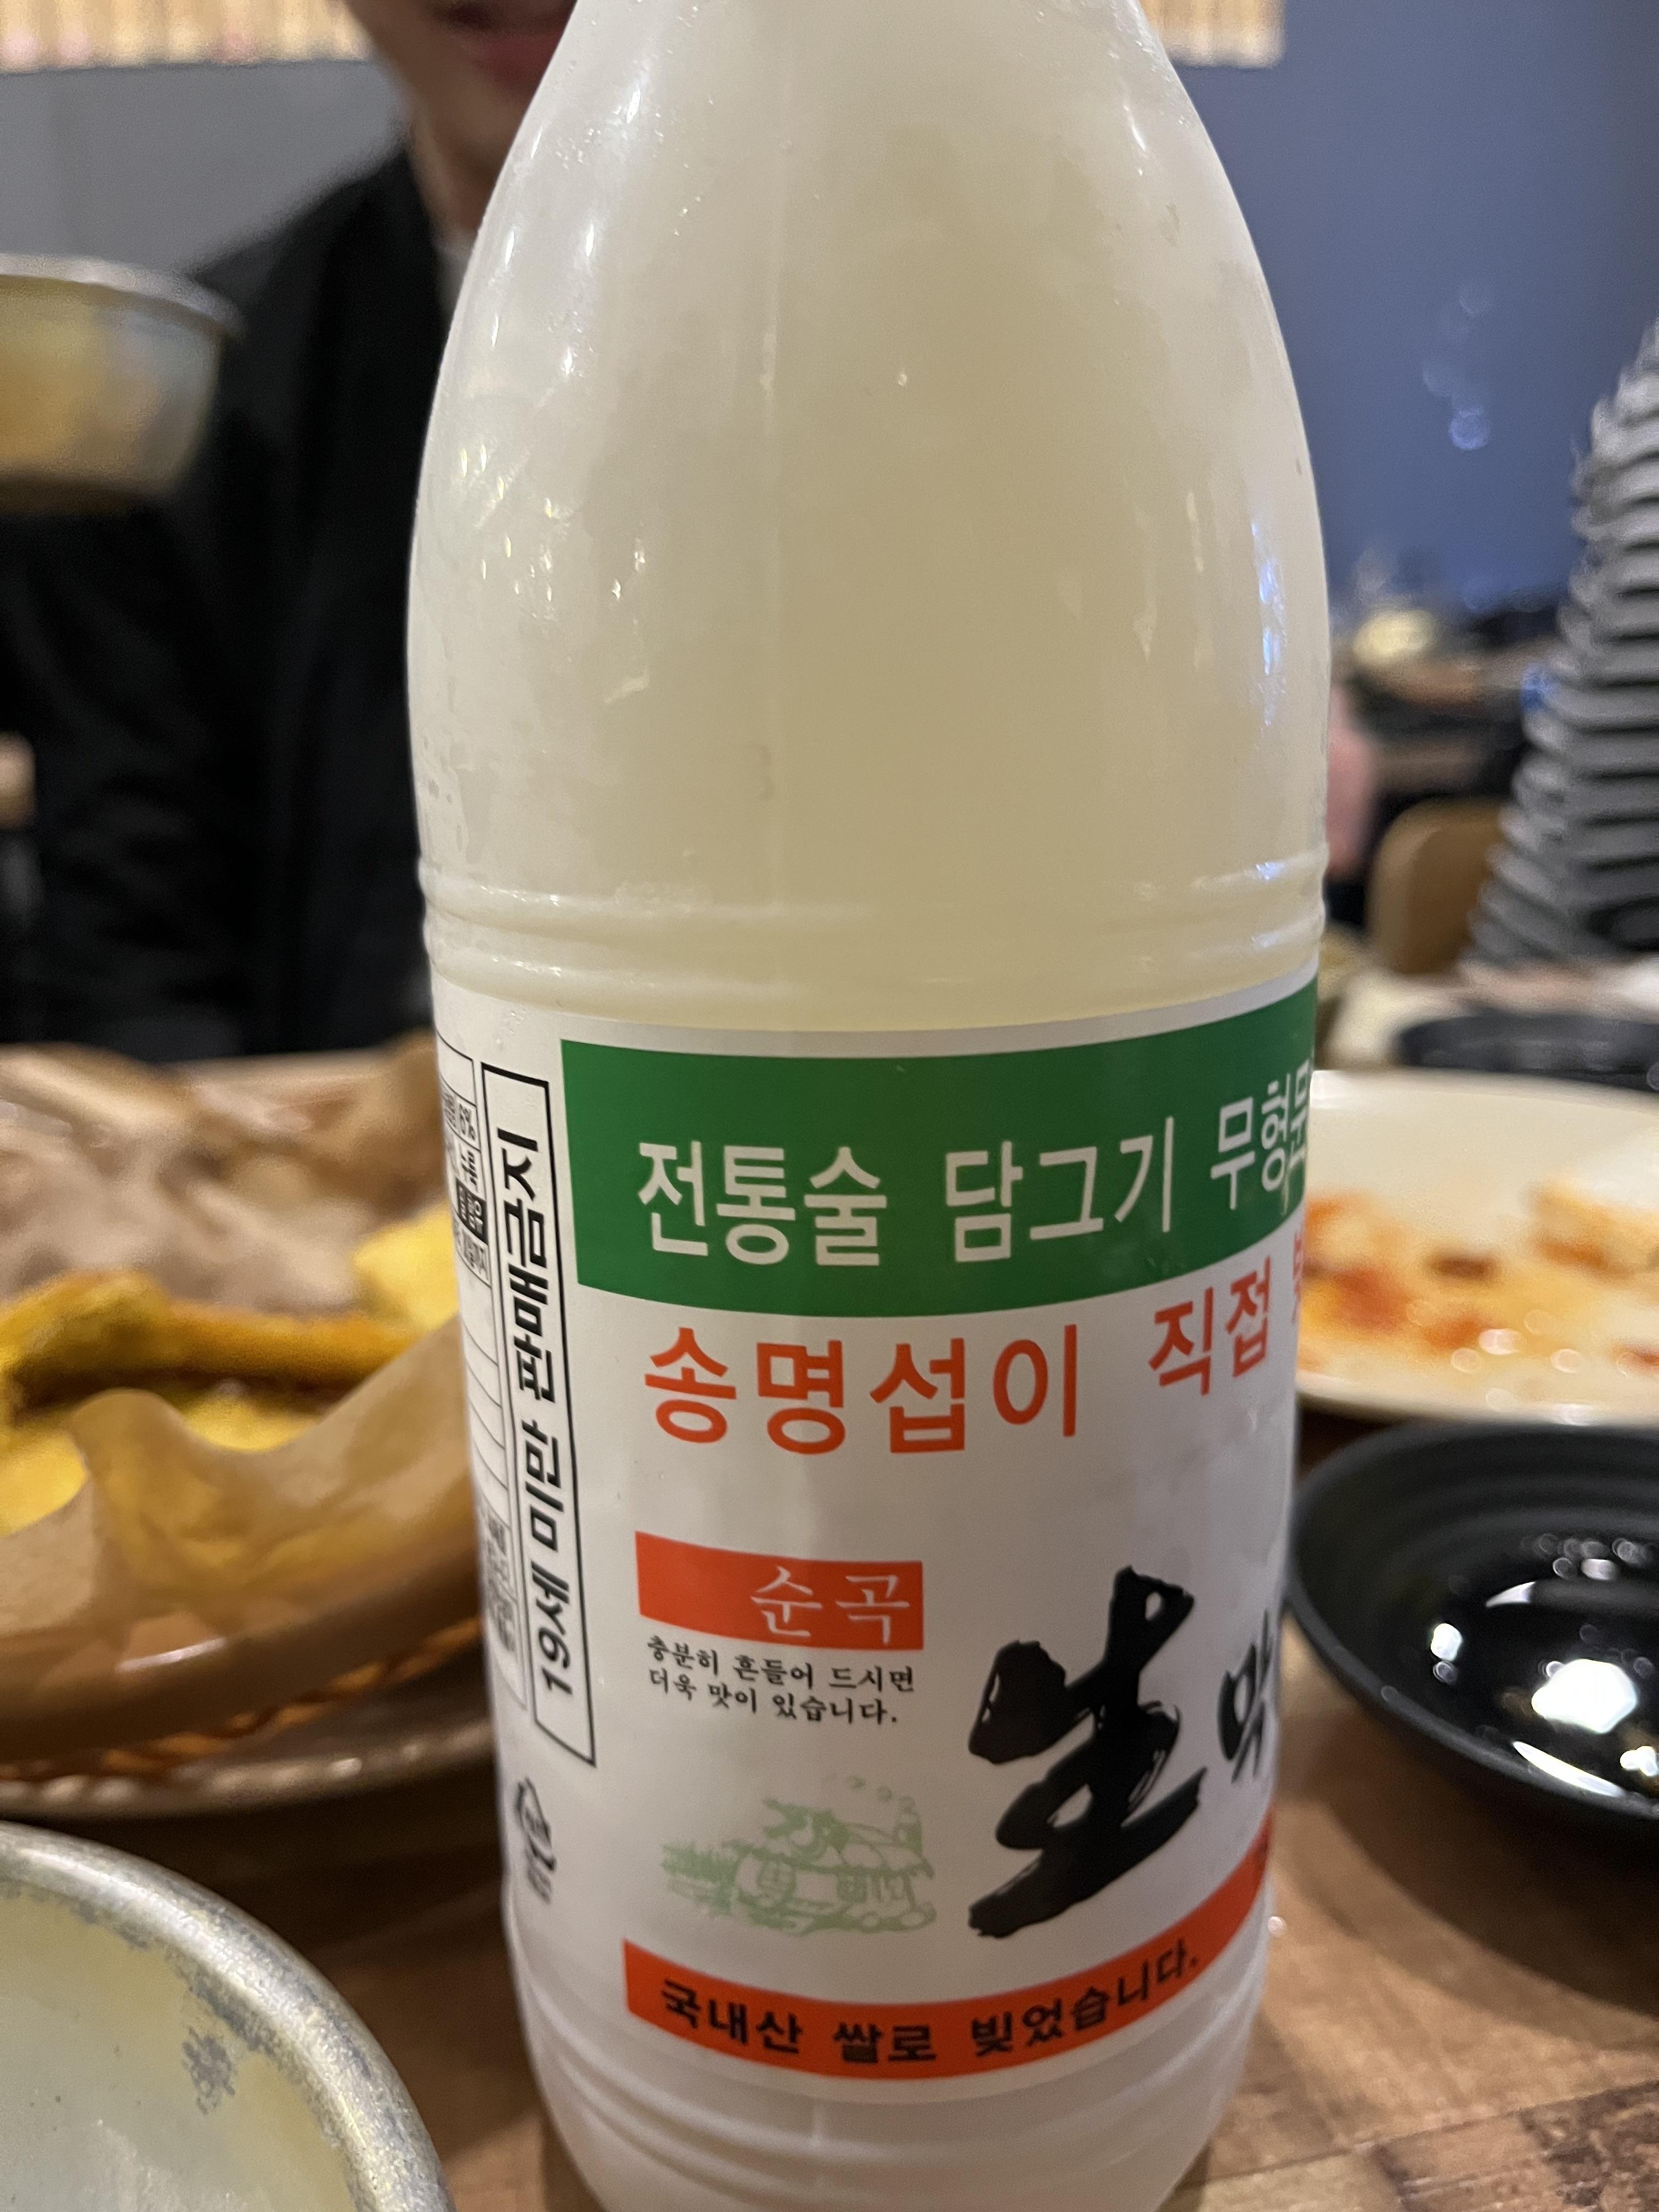 전통술 담그기 무형문
송명섭이 직접
순곡
충분히 흔들어 드시면
더욱 맛이 있습니다.
生 막
국내산 쌀로 빚었습니다.
19세 미만 판매금지